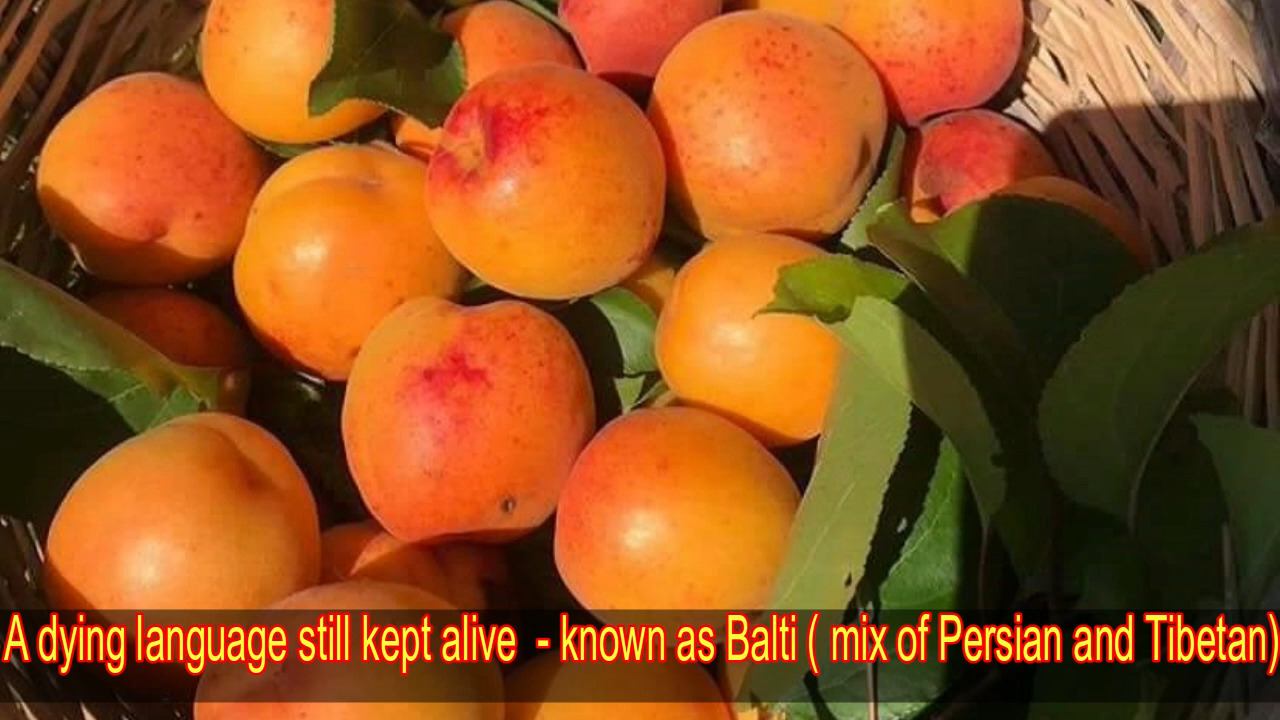 A dying language still kept alive - known as Balti ( mix of Persian and Tibetan)